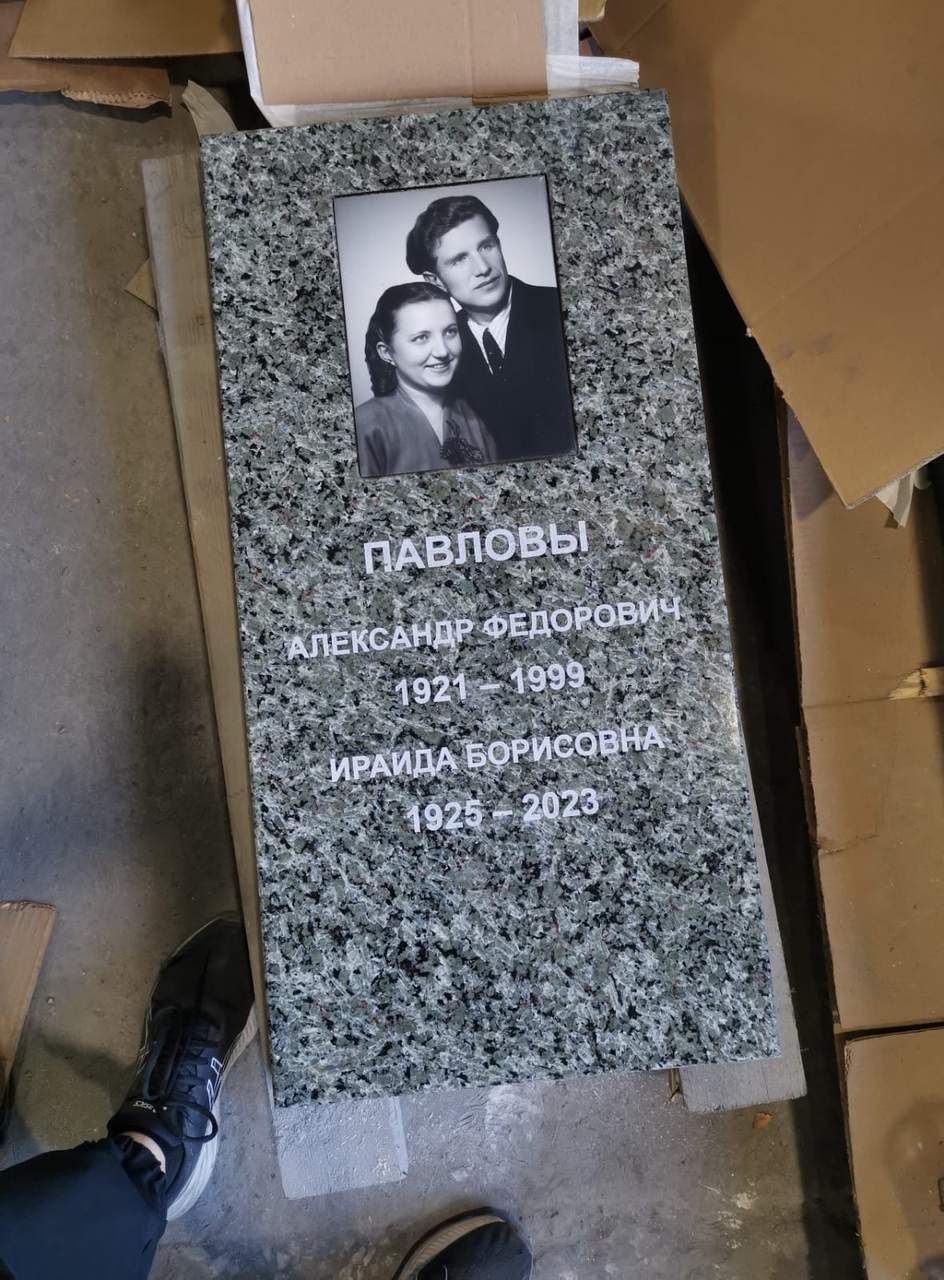 ПАВЛОВЫ
АЛЕКСАНДР ФЕДОРОВИЧ
1921 – 1999
ИРАИДА БОРИСОВНА
1925 – 2023